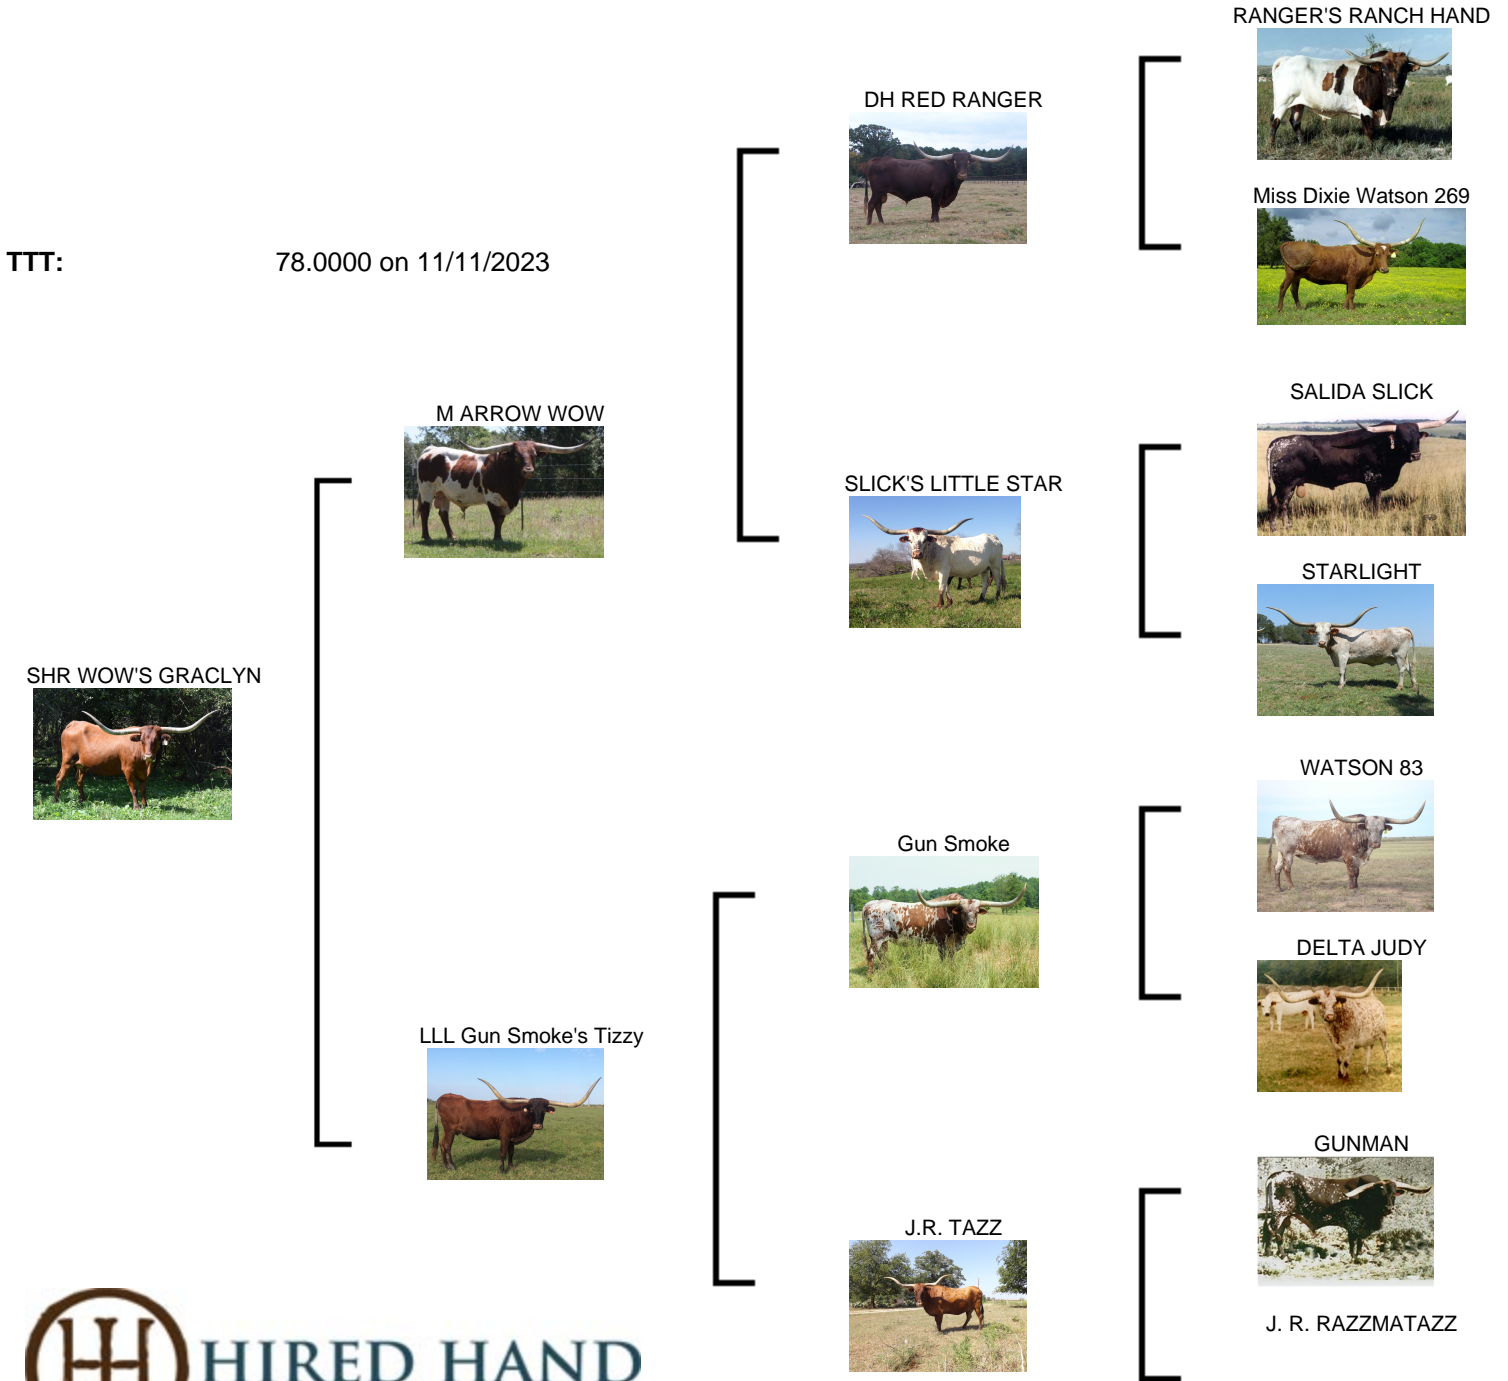 RANGER'S RANCH HAND
DH RED RANGER
Miss Dixie Watson 269
TTT: 78.0000 on 11/11/2023
SALIDA SLICK
M ARROW WOW
SLICK'S LITTLE STAR
STARLIGHT
SHR WOW'S GRACLYN
WATSON 83
Gun Smoke
DELTA JUDY
LLL Gun Smoke's Tizzy
GUNMAN
J.R. TAZZ
J. R. RAZZMATAZZ
HIRED HAND